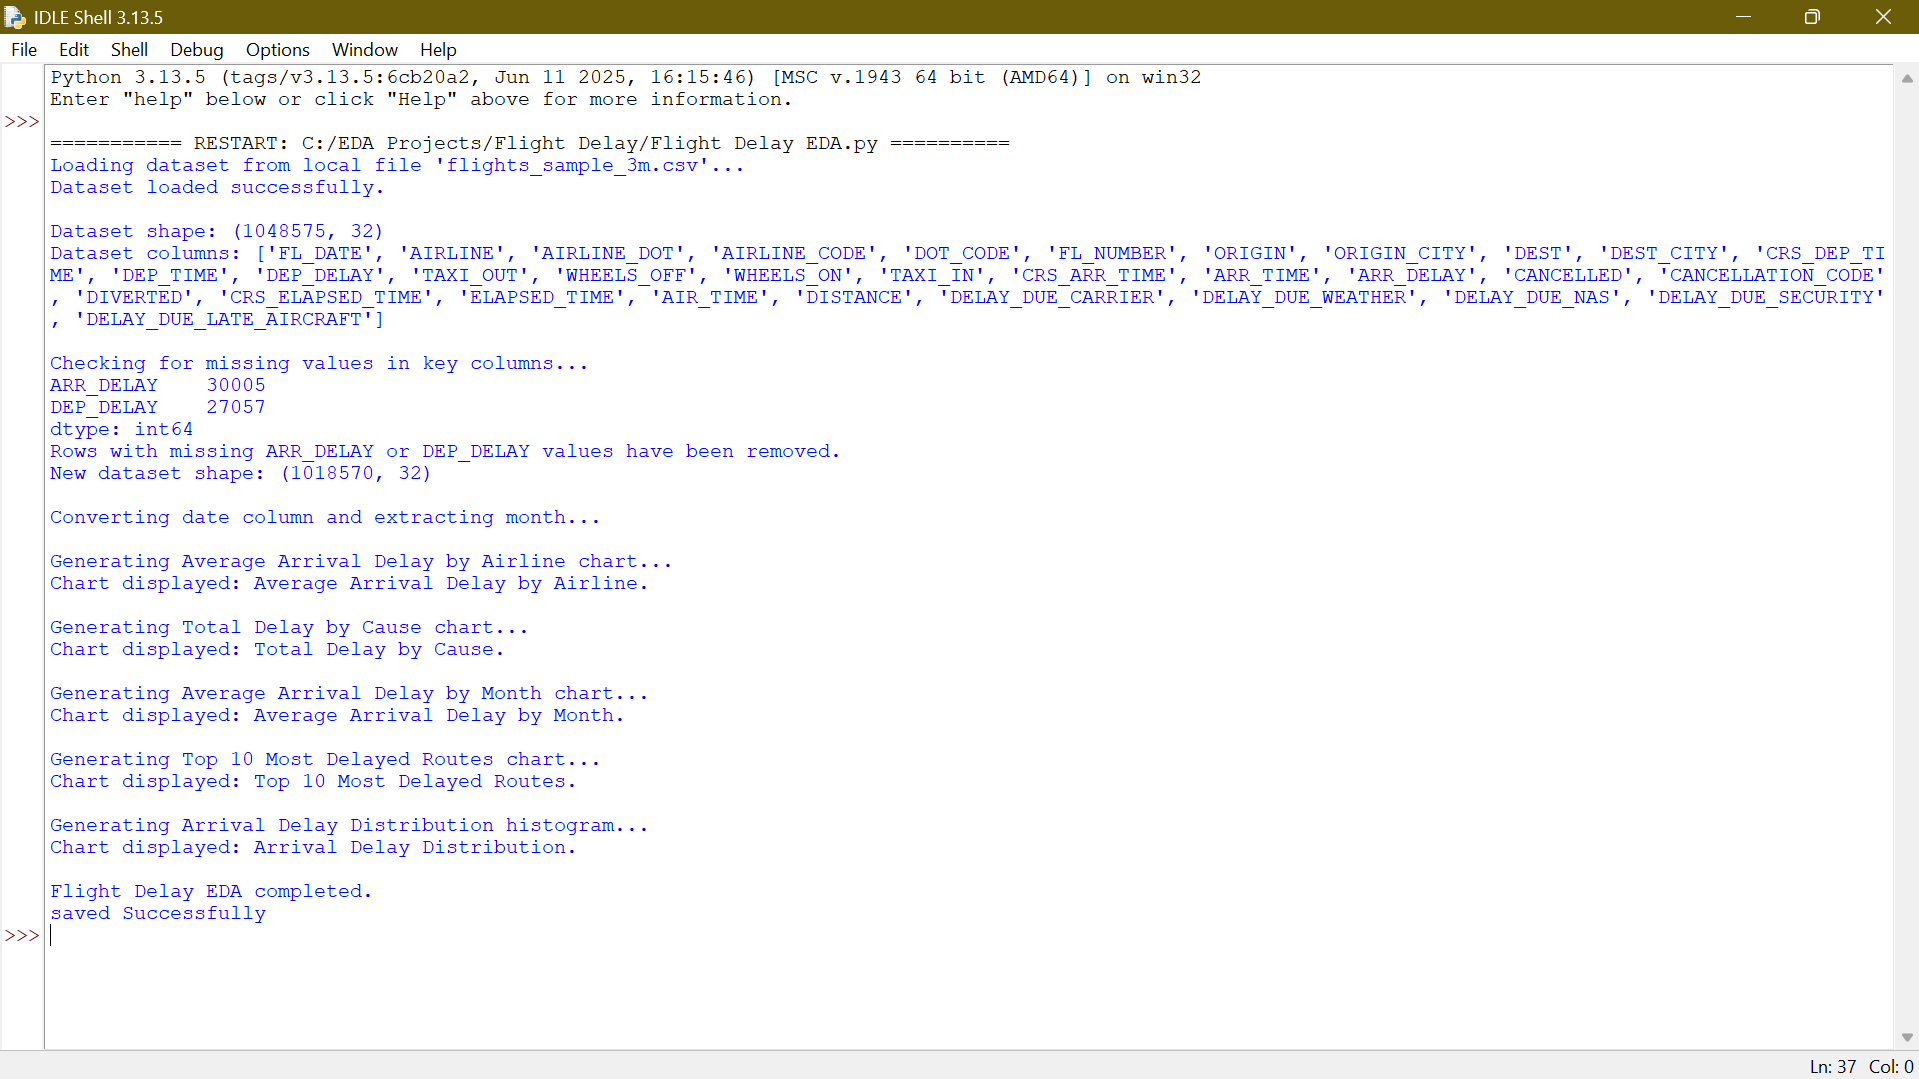 IDLE Shell 3.13.5
File Edit Shell Debug Options Window Help
Python 3.13.5 (tags/v3.13.5:6cb20a2, Jun 11 2025, 16:15:46) [MSC v.1943 64 bit (AMD64)] on win32
Enter "help" below or click "Help" above for more information.
>>>
=========== RESTART: C:/EDA Projects/Flight Delay/Flight Delay EDA.py ==========
Loading dataset from local file 'flights_sample_3m.csv'...
Dataset loaded successfully.
Dataset shape: (1048575, 32)
Dataset columns: ['FL_DATE', 'AIRLINE', 'AIRLINE_DOT', 'AIRLINE_CODE', 'DOT_CODE', 'FL_NUMBER', 'ORIGIN', 'ORIGIN_CITY', 'DEST', 'DEST_CITY', 'CRS_DEP_TI
ME', 'DEP_TIME', 'DEP_DELAY', 'TAXI_OUT', 'WHEELS_OFF', 'WHEELS_ON', 'TAXI_IN', 'CRS_ARR_TIME', 'ARR_TIME', 'ARR_DELAY', 'CANCELLED', 'CANCELLATION_CODE'
, 'DIVERTED', 'CRS_ELAPSED_TIME', 'ELAPSED_TIME', 'AIR_TIME', 'DISTANCE', 'DELAY_DUE_CARRIER', 'DELAY_DUE_WEATHER', 'DELAY_DUE_NAS', 'DELAY_DUE_SECURITY'
, 'DELAY_DUE_LATE_AIRCRAFT']
Checking for missing values in key columns...
ARR_DELAY    30005
DEP_DELAY    27057
dtype: int64
Rows with missing ARR_DELAY or DEP_DELAY values have been removed.
New dataset shape: (1018570, 32)
Converting date column and extracting month...
Generating Average Arrival Delay by Airline chart...
Chart displayed: Average Arrival Delay by Airline.
Generating Total Delay by Cause chart...
Chart displayed: Total Delay by Cause.
Generating Average Arrival Delay by Month chart...
Chart displayed: Average Arrival Delay by Month.
Generating Top 10 Most Delayed Routes chart...
Chart displayed: Top 10 Most Delayed Routes.
Generating Arrival Delay Distribution histogram...
Chart displayed: Arrival Delay Distribution.
Flight Delay EDA completed.
saved Successfully
>>>
Ln: 37 Col: 0